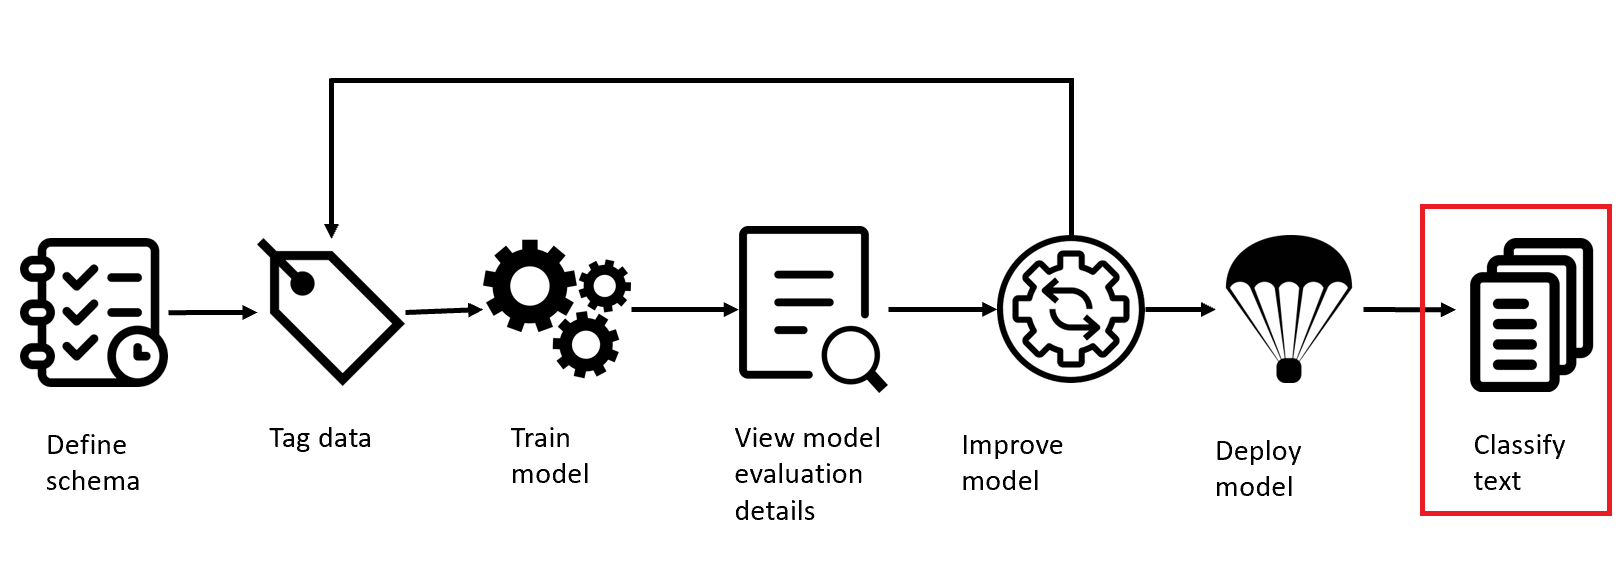 Define
schema
Tag data
Train
model
View model
evaluation
details
Improve
model
Deploy
model
Classify
text